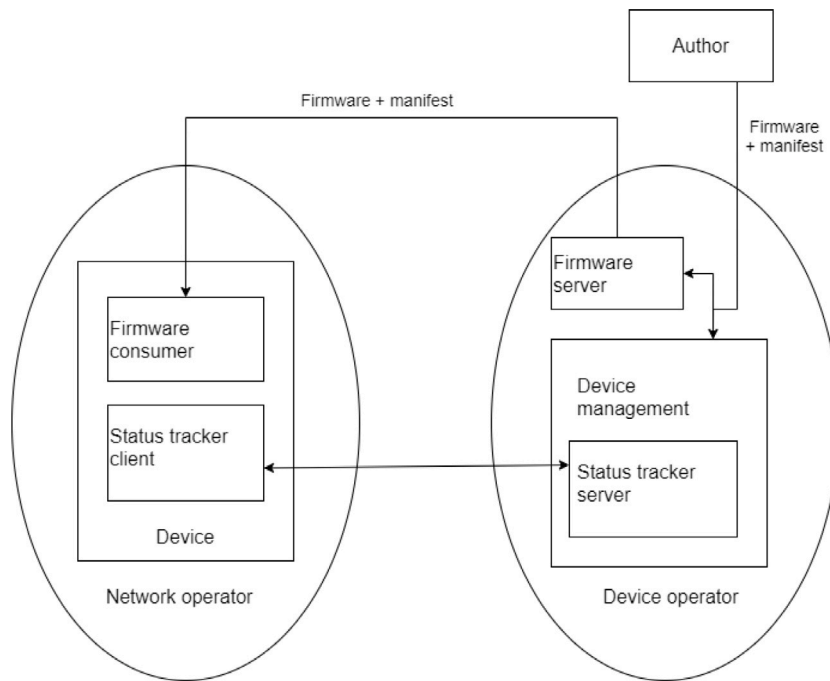 Author
Firmware + manifest
Firmware
+ manifest
Firmware
server
Firmware
consumer
Device
management
Status tracker
client
Status tracker
server
Device
Network operator
Device operator